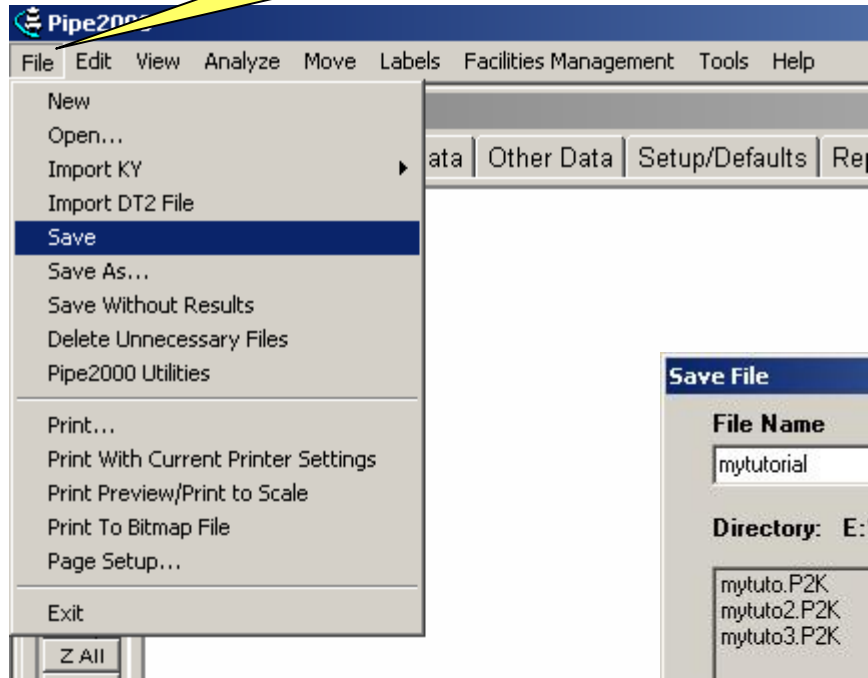 Pipe2000
File Edit View Analyze Move Labels Facilities Management Tools Help
New
Open...
Import KY
Import DT2 File
Save
Save As...
Save Without Results
Delete Unnecessary Files
Pipe2000 Utilities
Print...
Print With Current Printer Settings
Print Preview/Print to Scale
Print To Bitmap File
Page Setup...
Exit
Z All
ata Other Data Setup/Defaults Rep
Save File
File Name
mytutorial
Directory: E:
mytuto.P2K
mytuto2.P2K
mytuto3.P2K